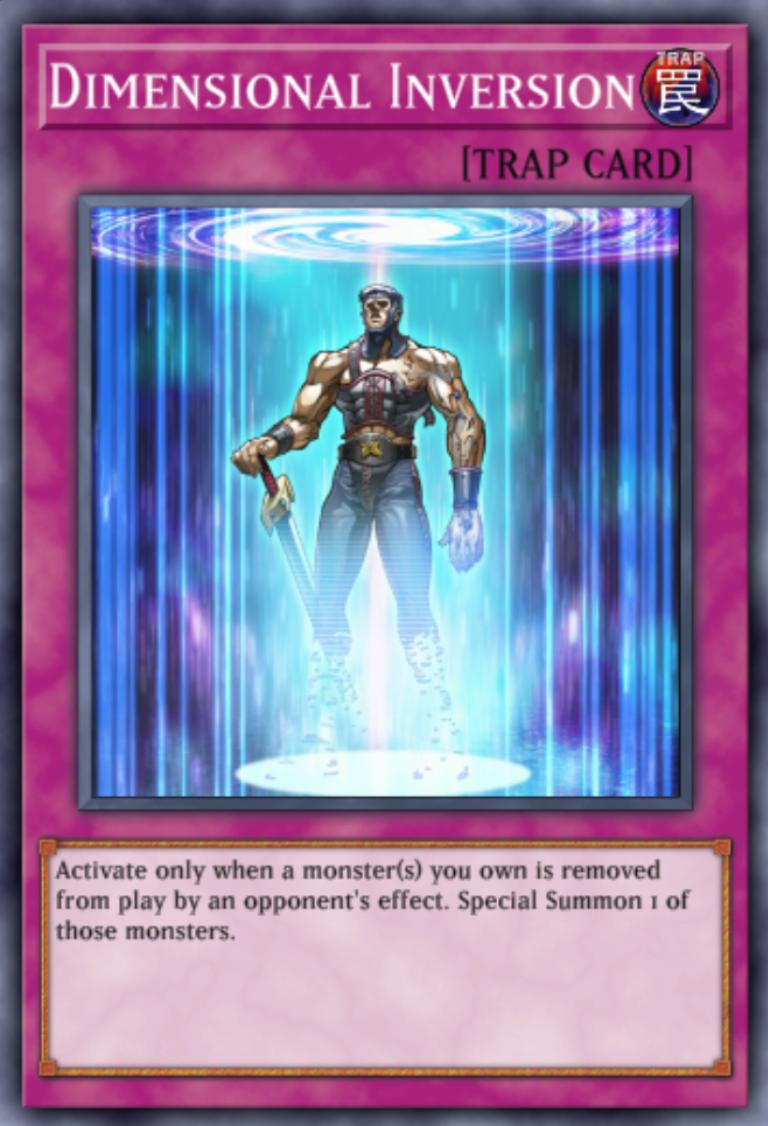 DIMENSIONAL INVERSION
TRAP
罠
[TRAP CARD]
Activate only when a monster(s) you own is removed
from play by an opponent's effect. Special Summon 1 of
those monsters.